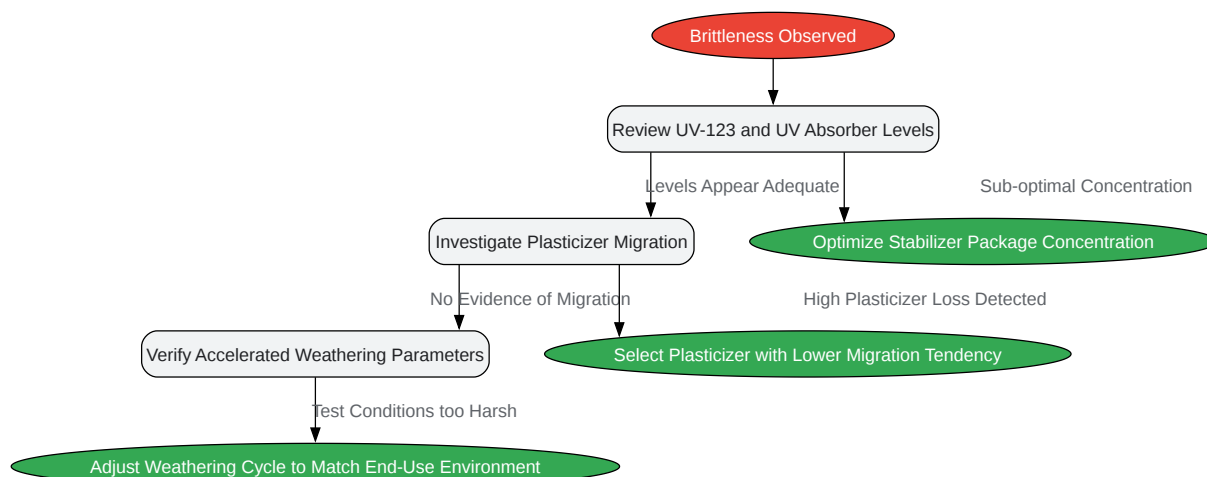 Brittleness Observed
Review UV-123 and UV Absorber Levels
Levels Appear Adequate
Sub-optimal Concentration
Investigate Plasticizer Migration
Optimize Stabilizer Package Concentration
No Evidence of Migration
High Plasticizer Loss Detected
Verify Accelerated Weathering Parameters
Select Plasticizer with Lower Migration Tendency
Test Conditions too Harsh
Adjust Weathering Cycle to Match End-Use Environment